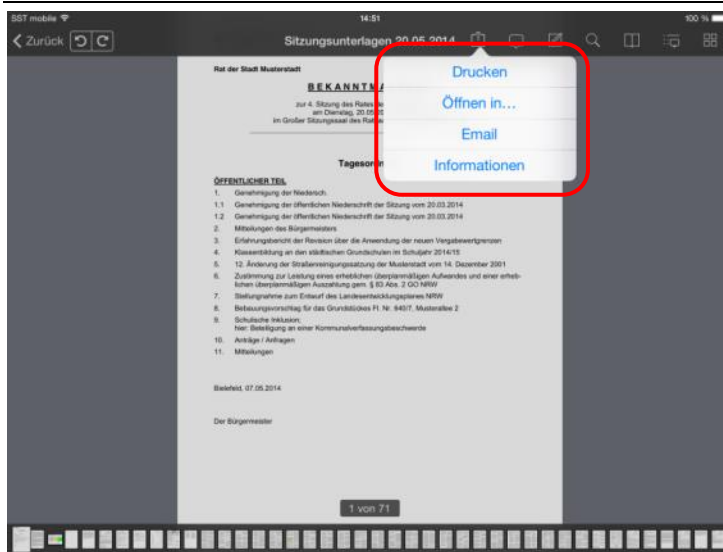 SST mobile 14:51 100 %
Zurück Sitzungsunterlagen 20.05.2014
Drucken
Öffnen in...
Email
Informationen
Rat der Stadt Musterstadt
BEKANNTMA
zur 4. Sitzung des Rates
am Dienstag, 20.05
im Großer Sitzungssaal des
Tagesor
ÖFFENTLICHER TEIL
1. Genehmigung der Niedersch.
1.1 Genehmigung der öffentlichen Niederschrift der Sitzung vom 20.03.2014
1.2 Genehmigung der öffentlichen Niederschrift der Sitzung vom 20.03.2014
2. Mitteilungen des Bürgermeisters
3. Erfahrungsbericht der Revision über die Anwendung der neuen Vergabewertgrenzen
4. Klassenbildung an den städtischen Grundschulen im Schuljahr 2014/15
5. 12. Änderung der Straßenreinigungssatzung der Musterstadt vom 14. Dezember 2001
6. Zustimmung zur Leistung eines erheblichen überplanmäßigen Aufwandes und einer erheb-
lichen überplanmäßigen Auszahlung gem. § 83 Abs. 2 GO NRW
7. Stellungnahme zum Entwurf des Landesentwicklungsplanes NRW
8. Bebauungsvorschlag für das Grundstückes Fl. Nr. 945/7, Musterallee 2
9. Schulische Inklusion;
hier: Beteiligung an einer Kommunalverfassungsbeschwerde
10. Anträge / Anfragen
11. Mitteilungen
Bielefeld, 07.05.2014
Der Bürgermeister
1 von 71